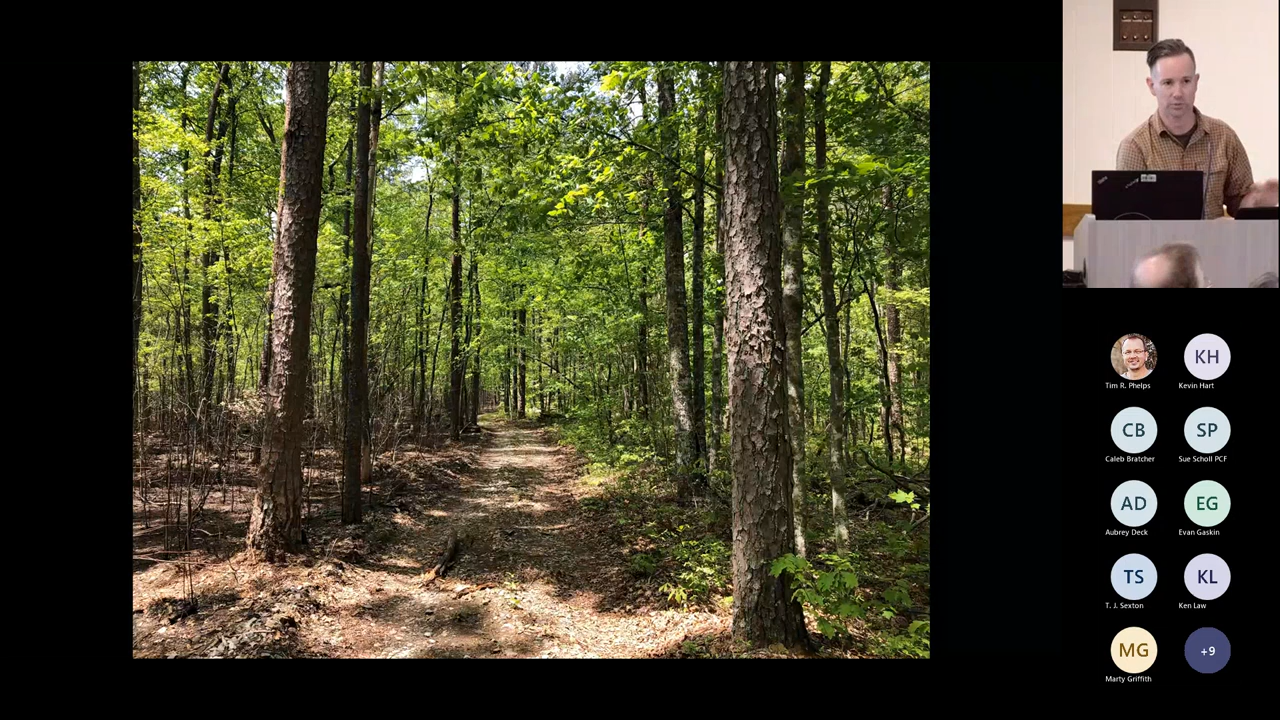 KH
Tim R. Phelps
Kevin Hart
CB
SP
Caleb Bratcher
Sue Scholl PCF
AD
EG
Aubrey Deck
Evan Gaskin
TS
KL
T. J. Sexton
Ken Law
MG
+9
Marty Griffith